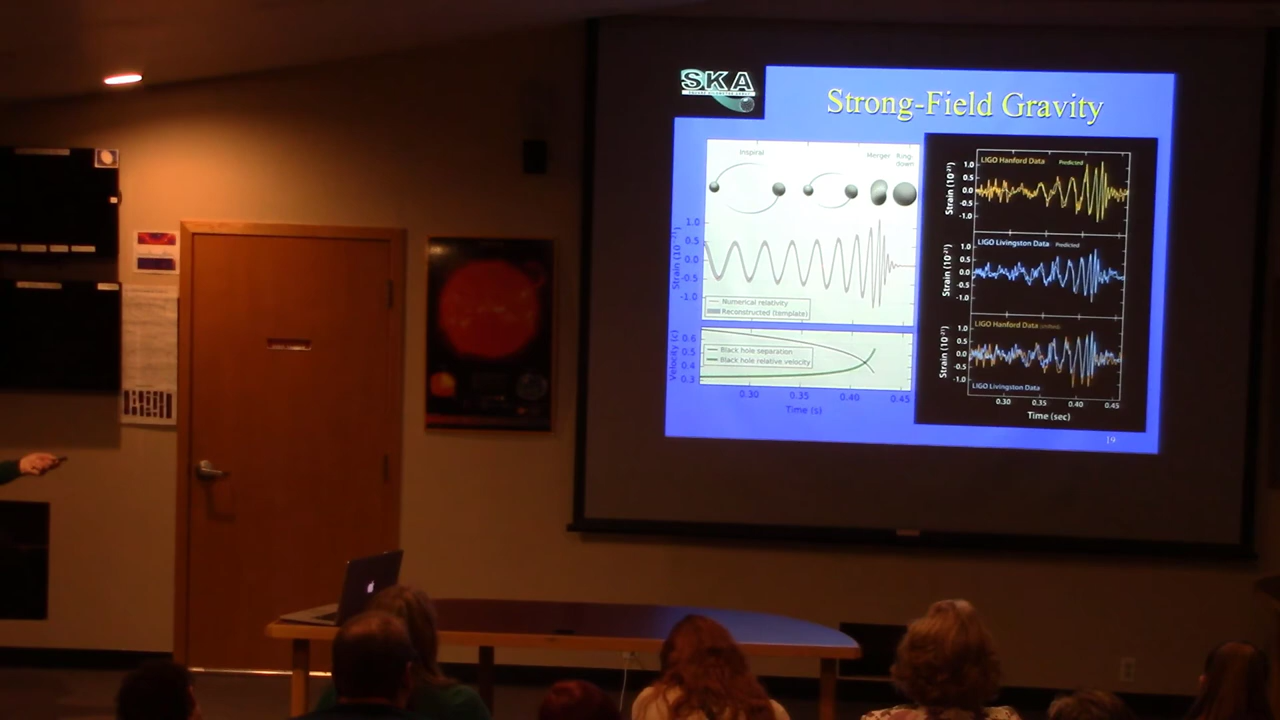 SKA
Strong-Field Gravity
Inspiral
Merger
Ring-
down
1.0
0.5
0.0
-0.5
-1.0
Strain (10⁻²¹)
Numerical relativity
Reconstructed (template)
0.6
0.5
0.4
0.3
Velocity (c)
Black hole separation
Black hole relative velocity
0.30 0.35 0.40 0.45
Time (s)
LIGO Hanford Data
Predicted
1.0
0.5
0.0
-0.5
-1.0
Strain (10⁻²¹)
LIGO Livingston Data
Predicted
1.0
0.5
0.0
-0.5
-1.0
Strain (10⁻²¹)
LIGO Hanford Data
1.0
0.5
0.0
-0.5
-1.0
Strain (10⁻²¹)
LIGO Livingston Data
0.30 0.35 0.40 0.45
Time (sec)
19